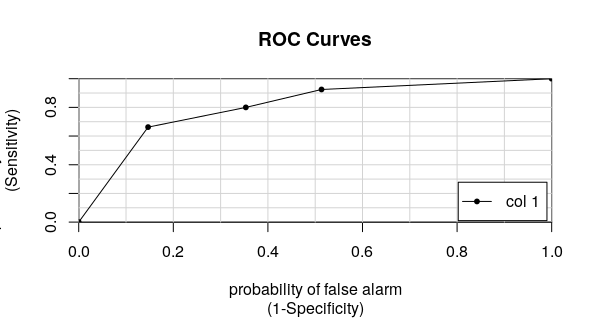 ROC Curves
(Sensitivity)
0.0
0.4
0.8
col 1
0.0
0.2
0.4
0.6
0.8
1.0
probability of false alarm
(1-Specificity)